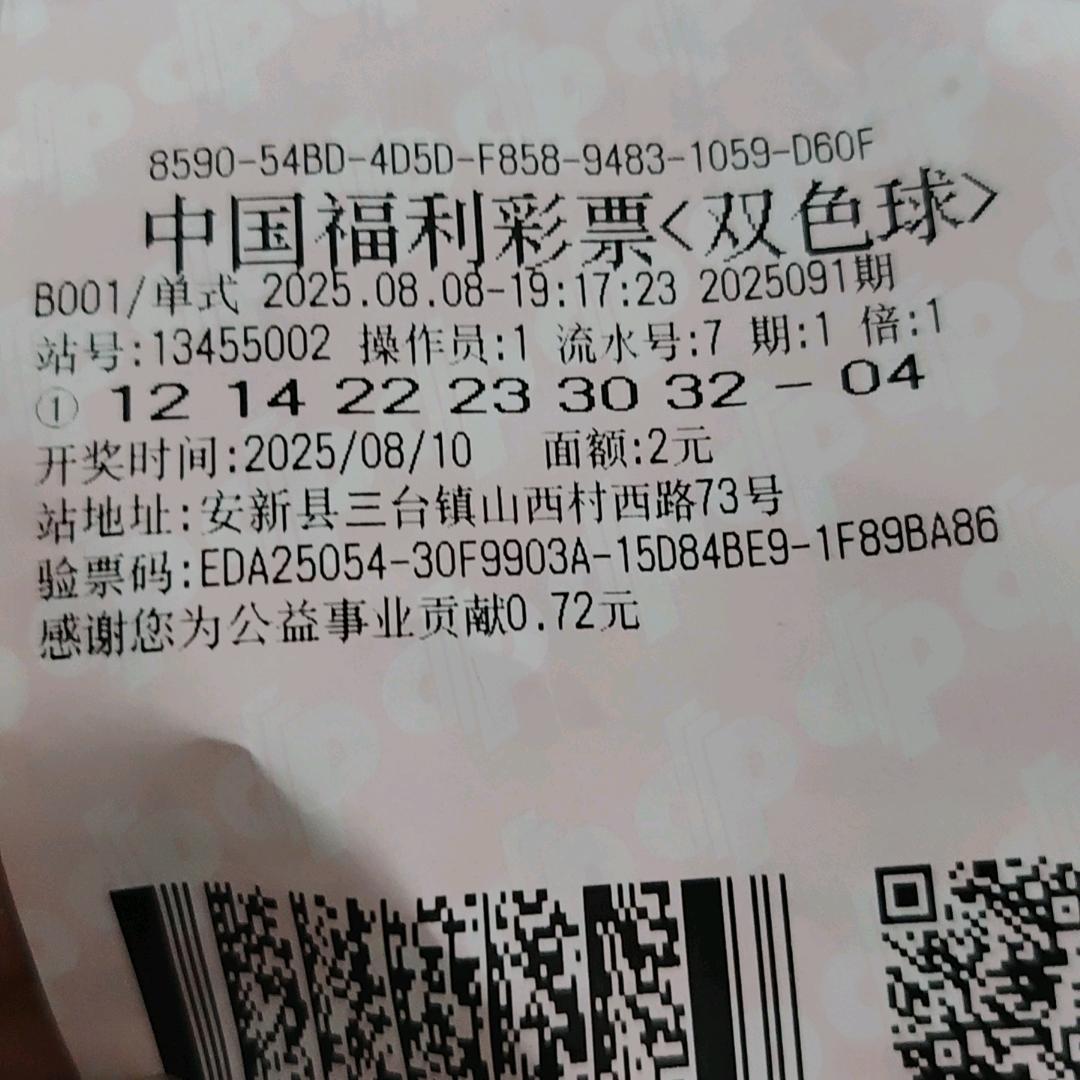 8590-54BD-4D5D-F858-9483-1059-D60F
中国福利彩票<双色球>
B001/单式 2025.08.08-19:17:23 2025091期
站号:13455002 操作员:1 流水号:7 期:1 倍:1
① 12 14 22 23 30 32 - 04
开奖时间:2025/08/10 面额:2元
站地址:安新县三台镇山西村西路73号
验票码:EDA25054-30F9903A-15D84BE9-1F89BA86
感谢您为公益事业贡献0.72元